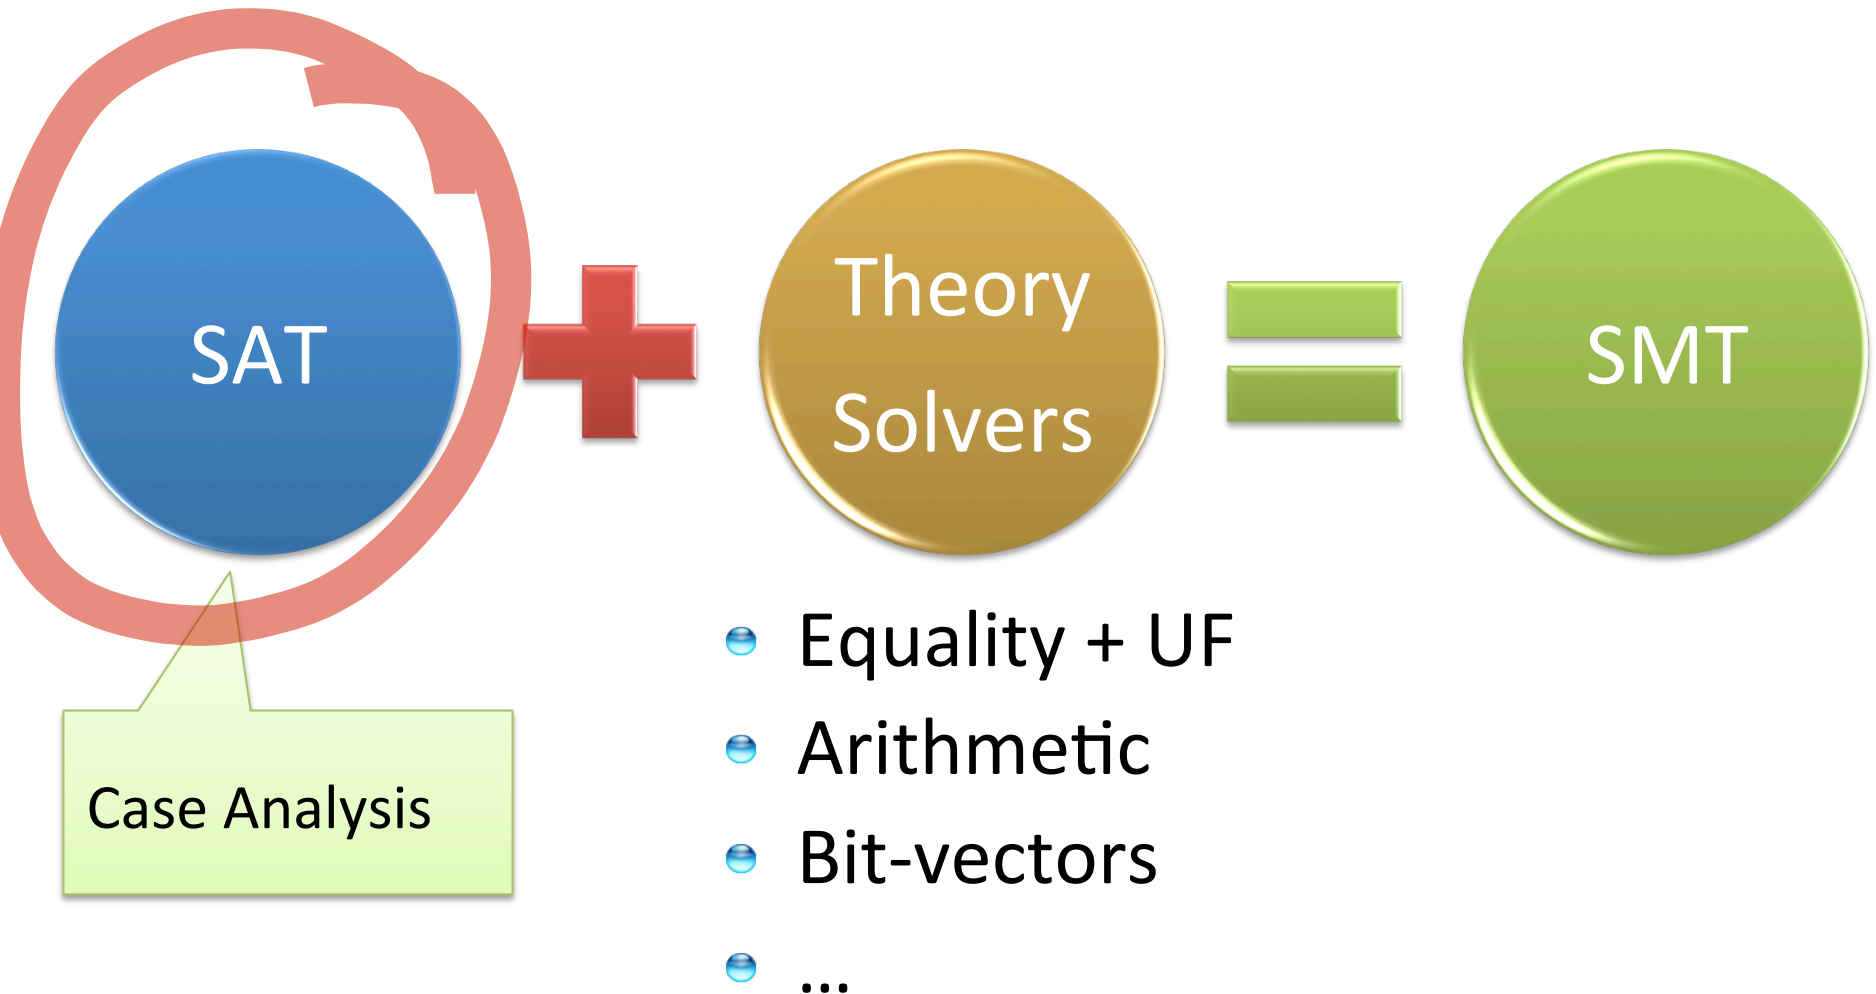 SAT
Theory
Solvers
SMT
Case Analysis
Equality + UF
Arithmetic
Bit-vectors
...